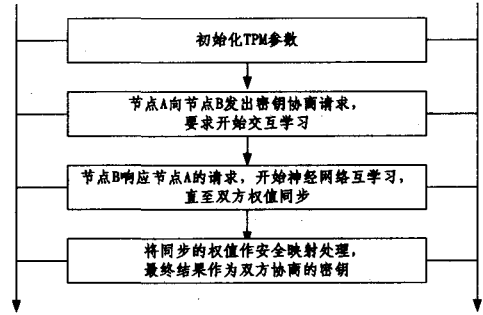 初始化TPM参数
节点A向节点B发出密钥协商请求，
要求开始交互学习
节点B响应节点A的请求，开始神经网络互学习，
直至双方权值同步
将同步的权值作安全映射处理，
最终结果作为双方协商的密钥